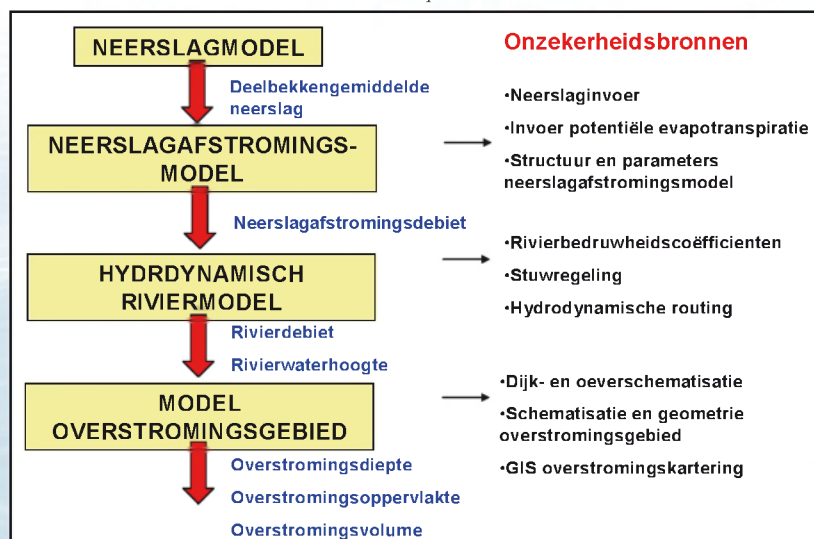 NEERSLAGMODEL
Deelbekkengemiddelde
neerslag
NEERSLAGAFSTROMINGS-
MODEL
Neerslagafstromingsdebiet
HYDRDYNAMISCH
RIVIERMODEL
Rivierdebiet
Rivierwaterhoogte
MODEL
OVERSTROMINGSGEBIED
Overstromingsdiepte
Overstromingsoppervlakte
Overstromingsvolume
Onzekerheidsbronnen
•Neerslaginvoer
•Invoer potentiële evapotranspiratie
•Structuur en parameters
neerslagafstromingsmodel
•Rivierbedruwheidscoëfficienten
•Stuwregeling
•Hydrodynamische routing
•Dijk- en oeverschematisatie
•Schematisatie en geometrie
overstromingsgebied
•GIS overstromingskartering